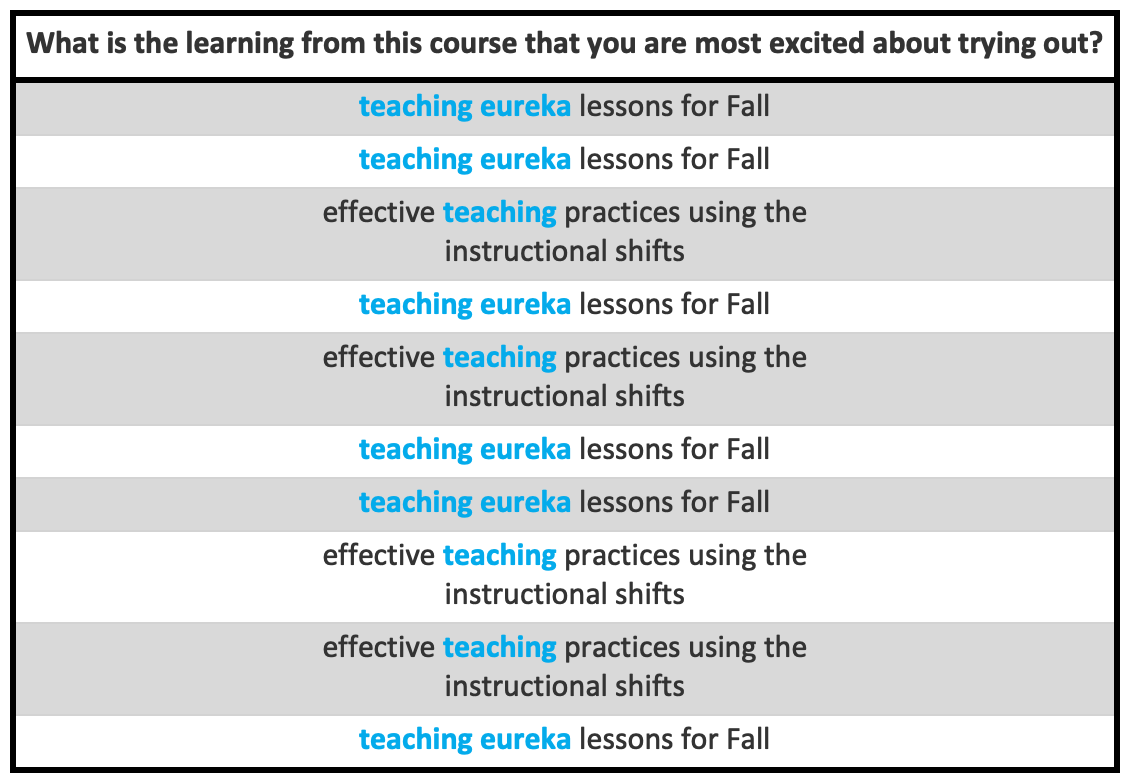 What is the learning from this course that you are most excited about trying out?
teaching eureka lessons for Fall
teaching eureka lessons for Fall
effective teaching practices using the
instructional shifts
teaching eureka lessons for Fall
effective teaching practices using the
instructional shifts
teaching eureka lessons for Fall
teaching eureka lessons for Fall
effective teaching practices using the
instructional shifts
effective teaching practices using the
instructional shifts
teaching eureka lessons for Fall